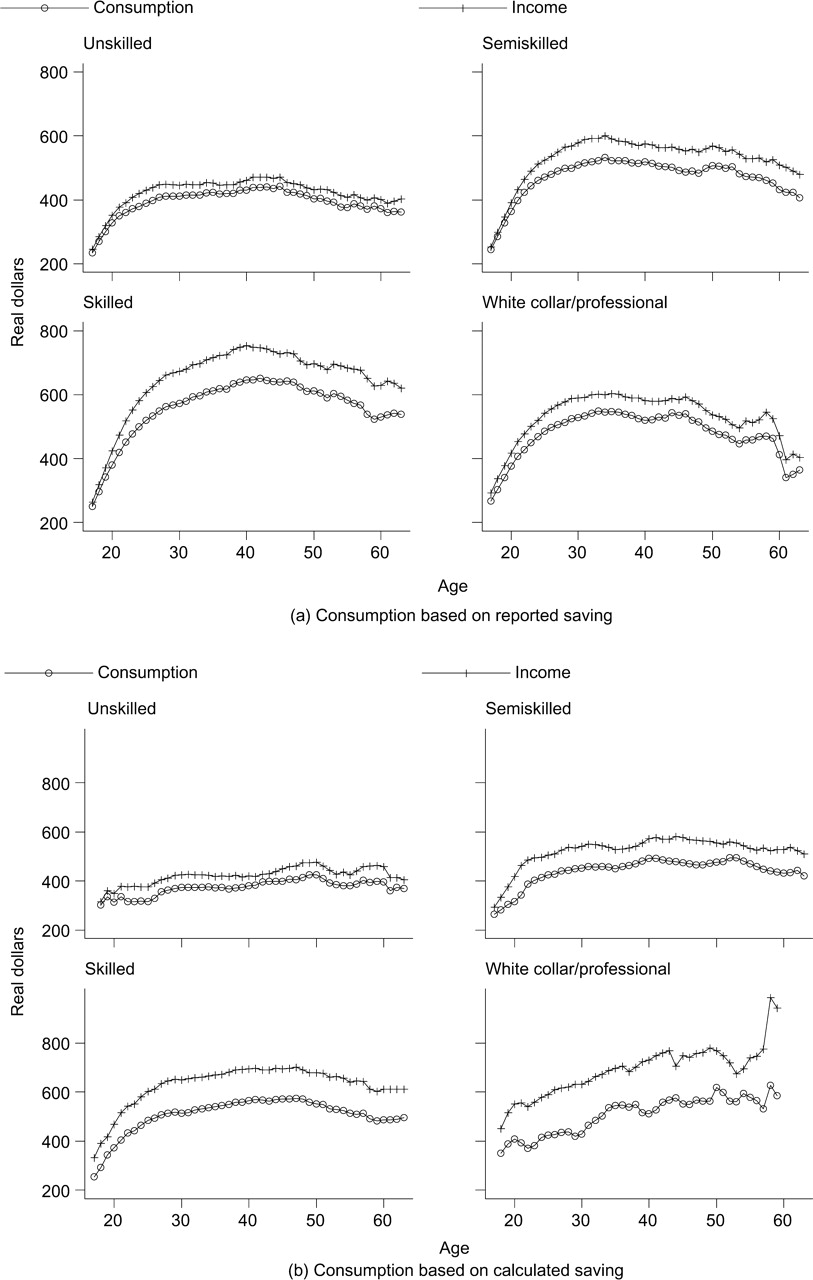 Consumption Income
Unskilled Semiskilled
800
600
400
200
Skilled White collar/professional
800
600
400
200
20 30 40 50 60 20 30 40 50 60
Real dollars
Age
(a) Consumption based on reported saving
Consumption Income
Unskilled Semiskilled
800
600
400
200
Skilled White collar/professional
800
600
400
200
20 30 40 50 60 20 30 40 50 60
Real dollars
Age
(b) Consumption based on calculated saving